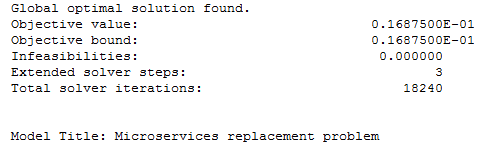 Global optimal solution found.
Objective value: 0.1687500E-01
Objective bound: 0.1687500E-01
Infeasibilities: 0.000000
Extended solver steps: 3
Total solver iterations: 18240
Model Title: Microservices replacement problem